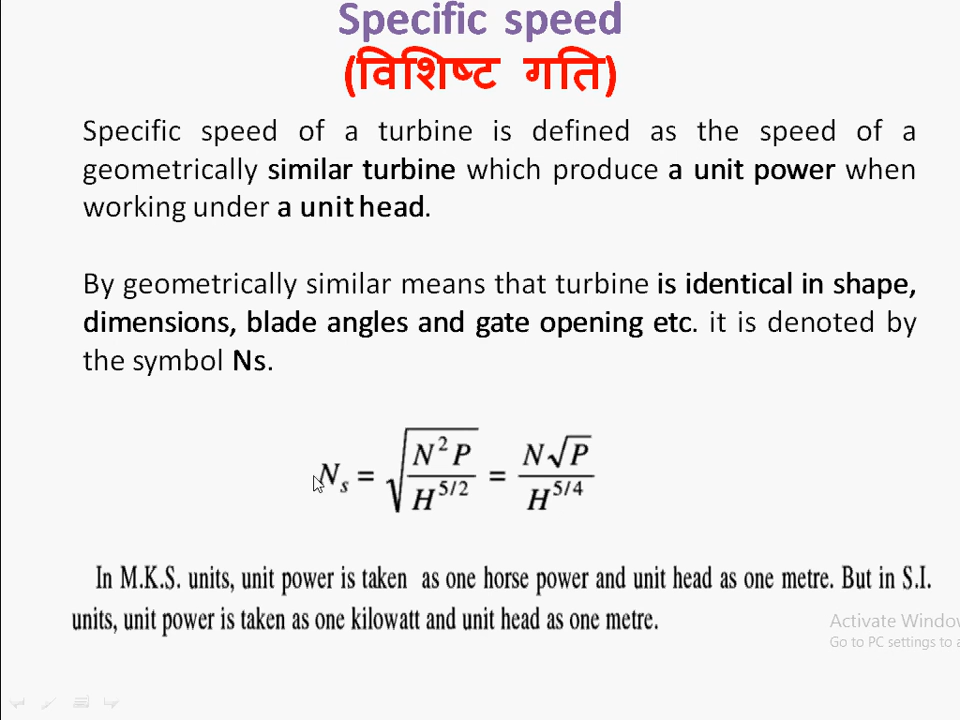 Specific speed
(विशिष्ट गति)
Specific speed of a turbine is defined as the speed of a
geometrically similar turbine which produce a unit power when
working under a unit head.
By geometrically similar means that turbine is identical in shape,
dimensions, blade angles and gate opening etc. it is denoted by
the symbol Ns.
N_s = √(N² P / H^{5/2}) = N√P / H^{5/4}
In M.K.S. units, unit power is taken as one horse power and unit head as one metre. But in S.I.
units, unit power is taken as one kilowatt and unit head as one metre.
Activate Window
Go to PC settings to a